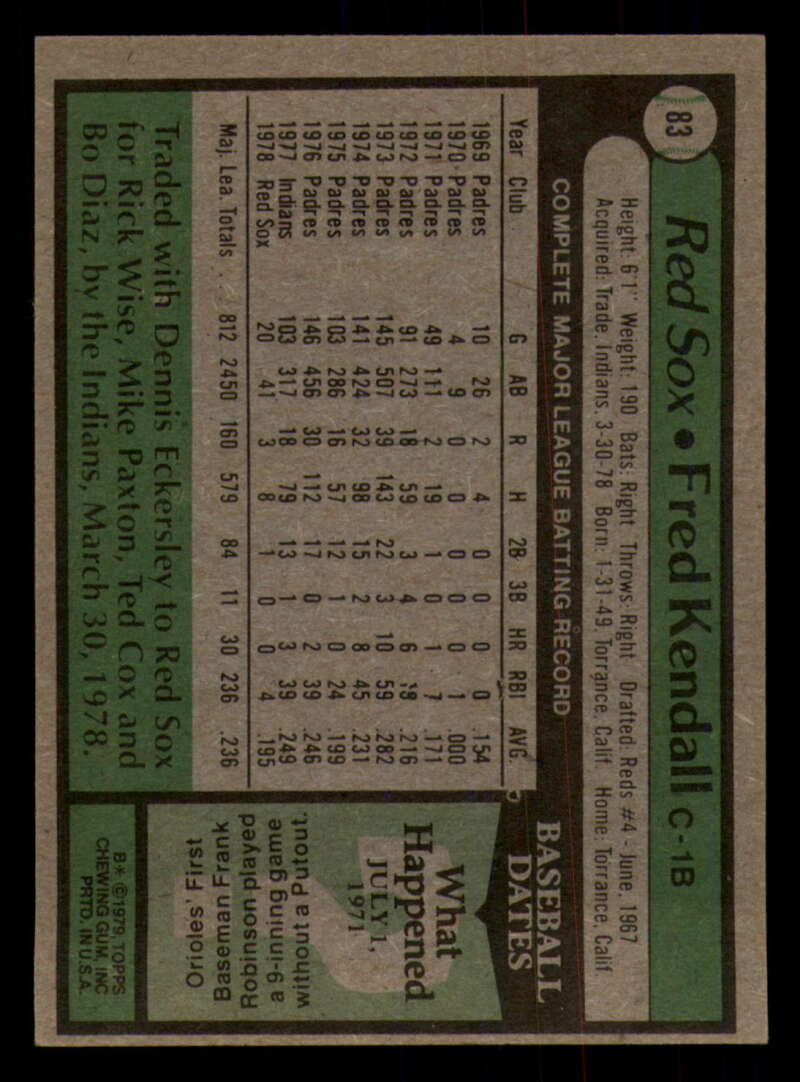 83
Red Sox • Fred Kendall C-1B
Height: 6'1" Weight: 190 Bats: Right Throws: Right Drafted: Reds #4 - June, 1967
Acquired: Trade, Indians, 3-30-78 Born: 1-31-49, Torrance, Calif. Home: Torrance, Calif
COMPLETE MAJOR LEAGUE BATTING RECORD
Year Club G AB R H 2B 3B HR RBI AVG.
1969 Padres 10 26 2 4 0 0 0 0 .154
1970 Padres 4 9 0 0 0 0 0 1 .000
1971 Padres 49 111 2 19 1 0 1 7 .171
1972 Padres 91 273 18 59 3 4 6 18 .216
1973 Padres 145 507 39 143 22 3 10 59 .282
1974 Padres 141 424 32 98 15 2 8 45 .231
1975 Padres 103 286 16 57 12 1 0 24 .199
1976 Padres 146 456 30 112 17 0 2 39 .246
1977 Indians 103 317 18 79 13 1 3 39 .249
1978 Red Sox 20 41 3 8 1 0 0 4 .195
Maj. Lea. Totals . 812 2450 160 579 84 11 30 236 .236
Traded with Dennis Eckersley to Red Sox
for Rick Wise, Mike Paxton, Ted Cox and
Bo Diaz, by the Indians, March 30, 1978.
BASEBALL
DATES
What
Happened
JULY 1,
1971
Orioles' First
Baseman Frank
Robinson played
a 9-inning game
without a Putout.
B* ©1979 TOPPS
CHEWING GUM, INC
PRTD. IN U.S.A.